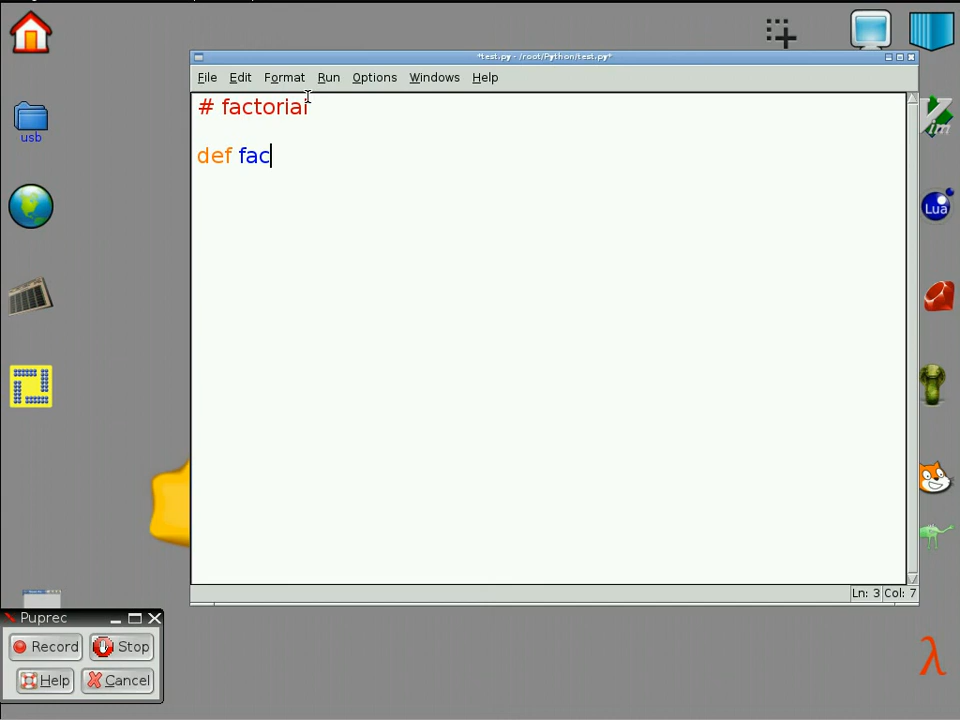 *test.py - /root/Python/test.py*
File Edit Format Run Options Windows Help
# factorial
def fac
Ln: 3 Col: 7
usb
Vim
Lua
λ
Puprec
Record Stop
Help Cancel